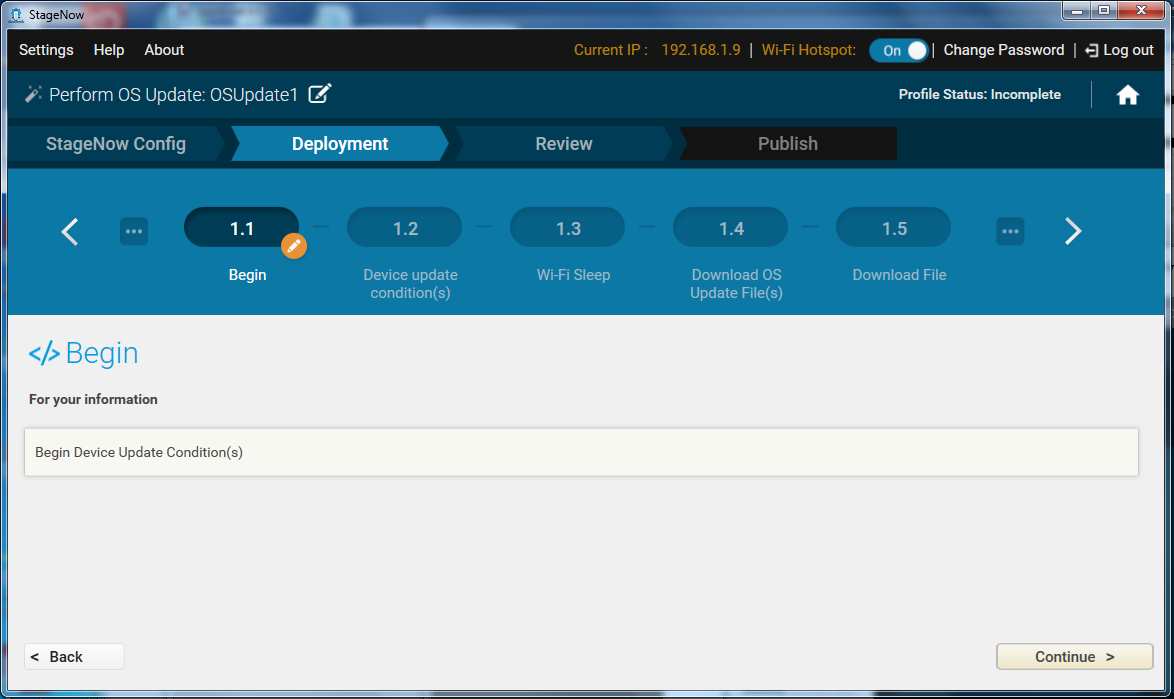 StageNow
Settings Help About Current IP : 192.168.1.9 | Wi-Fi Hotspot: On | Change Password | Log out
Perform OS Update: OSUpdate1 Profile Status: Incomplete
StageNow Config Deployment Review Publish
1.1 1.2 1.3 1.4 1.5
Begin Device update condition(s) Wi-Fi Sleep Download OS Update File(s) Download File
</> Begin
For your information
Begin Device Update Condition(s)
< Back Continue >